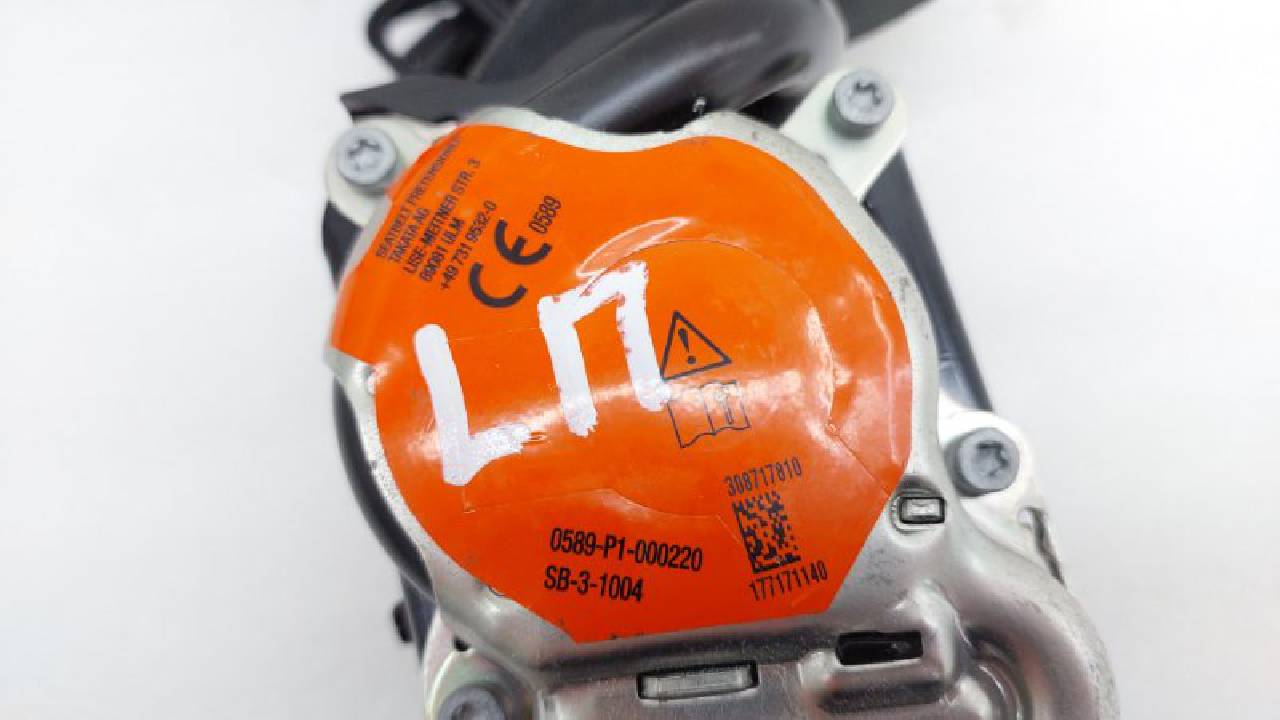 SEATBELT PRETENSIONER
TAKATA AG
LISE-MEITNER STR. 3
89081 ULM
+49 731 9532-0
CE 0589
LП
308717810
177171140
0589-P1-000220
SB-3-1004